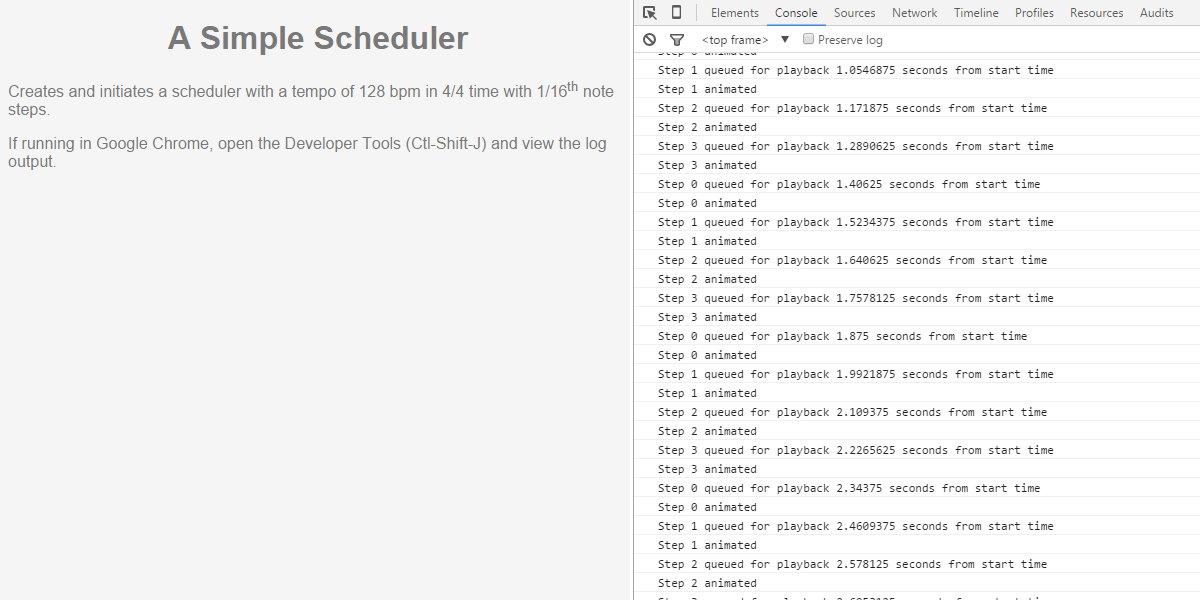 A Simple Scheduler
Creates and initiates a scheduler with a tempo of 128 bpm in 4/4 time with 1/16th note
steps.
If running in Google Chrome, open the Developer Tools (Ctl-Shift-J) and view the log
output.
Elements Console Sources Network Timeline Profiles Resources Audits
<top frame> ▼ Preserve log
Step 1 queued for playback 1.0546875 seconds from start time
Step 1 animated
Step 2 queued for playback 1.171875 seconds from start time
Step 2 animated
Step 3 queued for playback 1.2890625 seconds from start time
Step 3 animated
Step 0 queued for playback 1.40625 seconds from start time
Step 0 animated
Step 1 queued for playback 1.5234375 seconds from start time
Step 1 animated
Step 2 queued for playback 1.640625 seconds from start time
Step 2 animated
Step 3 queued for playback 1.7578125 seconds from start time
Step 3 animated
Step 0 queued for playback 1.875 seconds from start time
Step 0 animated
Step 1 queued for playback 1.9921875 seconds from start time
Step 1 animated
Step 2 queued for playback 2.109375 seconds from start time
Step 2 animated
Step 3 queued for playback 2.2265625 seconds from start time
Step 3 animated
Step 0 queued for playback 2.34375 seconds from start time
Step 0 animated
Step 1 queued for playback 2.4609375 seconds from start time
Step 1 animated
Step 2 queued for playback 2.578125 seconds from start time
Step 2 animated